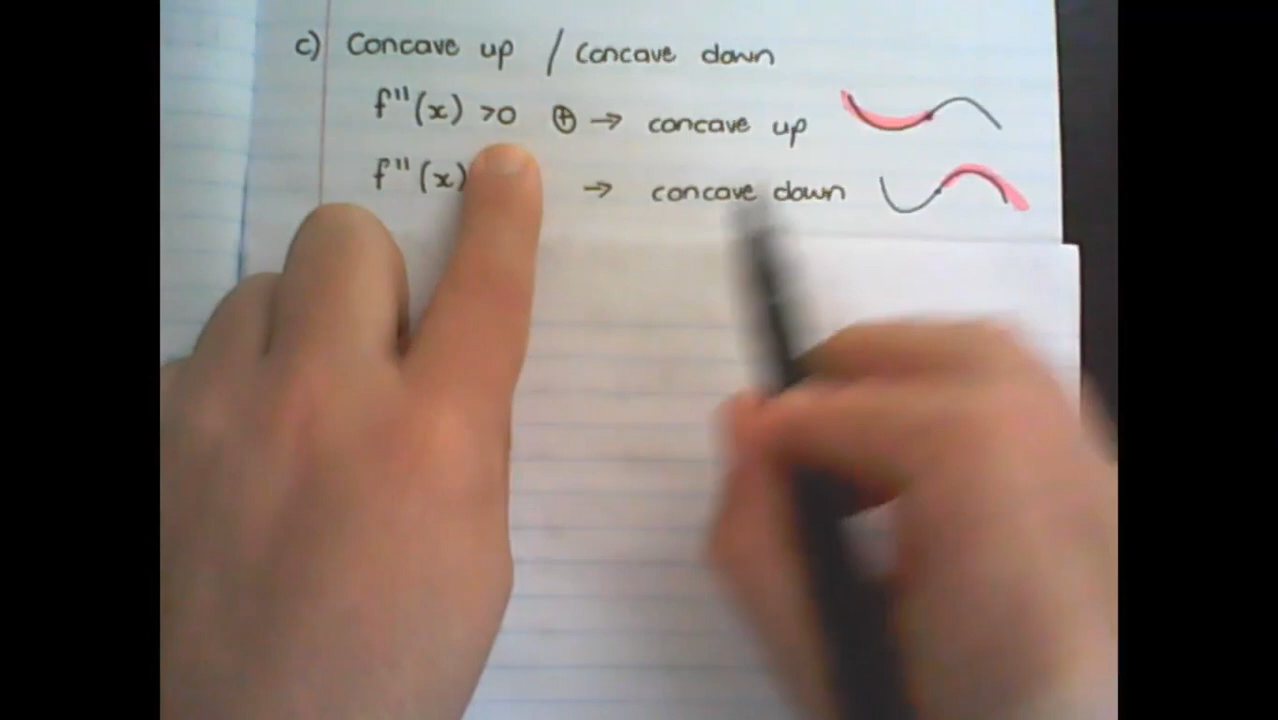 c) Concave up / Concave down
f''(x) >0 ⊕ → concave up
f''(x) → concave down